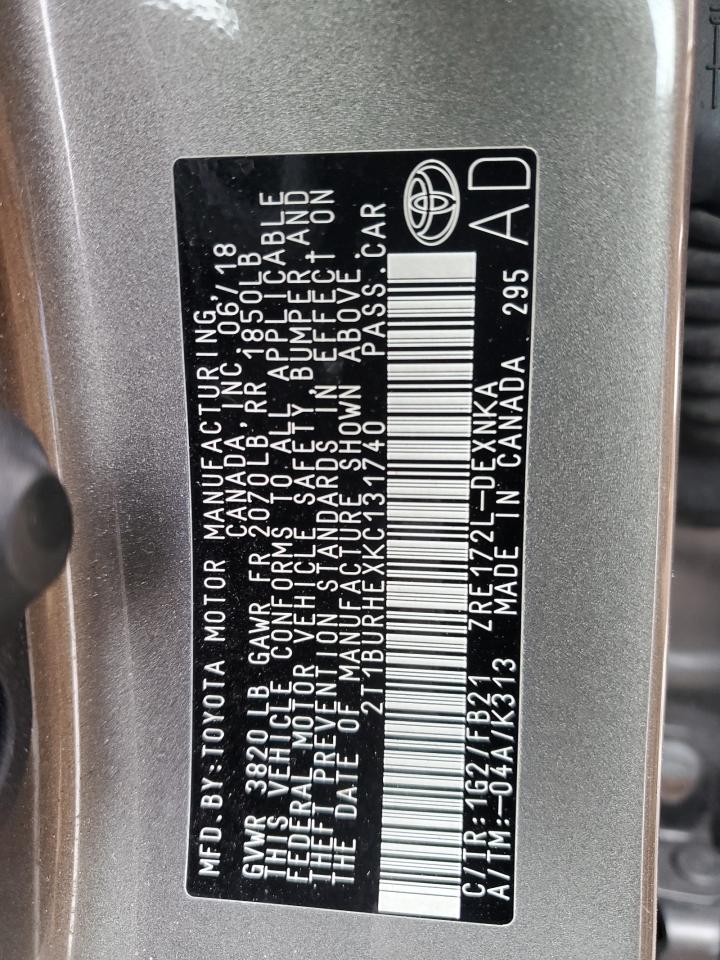 MFD.BY:TOYOTA MOTOR MANUFACTURING,
CANADA,INC. 06/18
GVWR 3820LB GAWR FR 2070LB,RR 1850LB
THIS VEHICLE CONFORMS TO ALL APPLICABLE
FEDERAL MOTOR VEHICLE SAFETY,BUMPER,AND
THEFT PREVENTION STANDARDS IN EFFECT ON
THE DATE OF MANUFACTURE SHOWN ABOVE.
2T1BURHEXKC131740 PASS.CAR
C/TR:1G2/FB21 ZRE172L-DEXNKA
A/TM:-04A/K313 MADE IN CANADA 295
AD